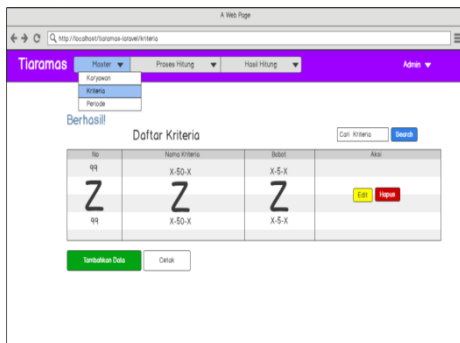 A Web Page
http://localhost/tiaramas-laravel/kriteria
Tiaramas Master Proses Hitung Hasil Hitung Admin
Karyawan
Kriteria
Periode
Berhasil!
Daftar Kriteria Cari Kriteria Search
No. Nama Kriteria Bobot Aksi
99 X-50-X X-5-X
Z Z Z Edit Hapus
99 X-50-X X-5-X
Tambahkan Data Cetak